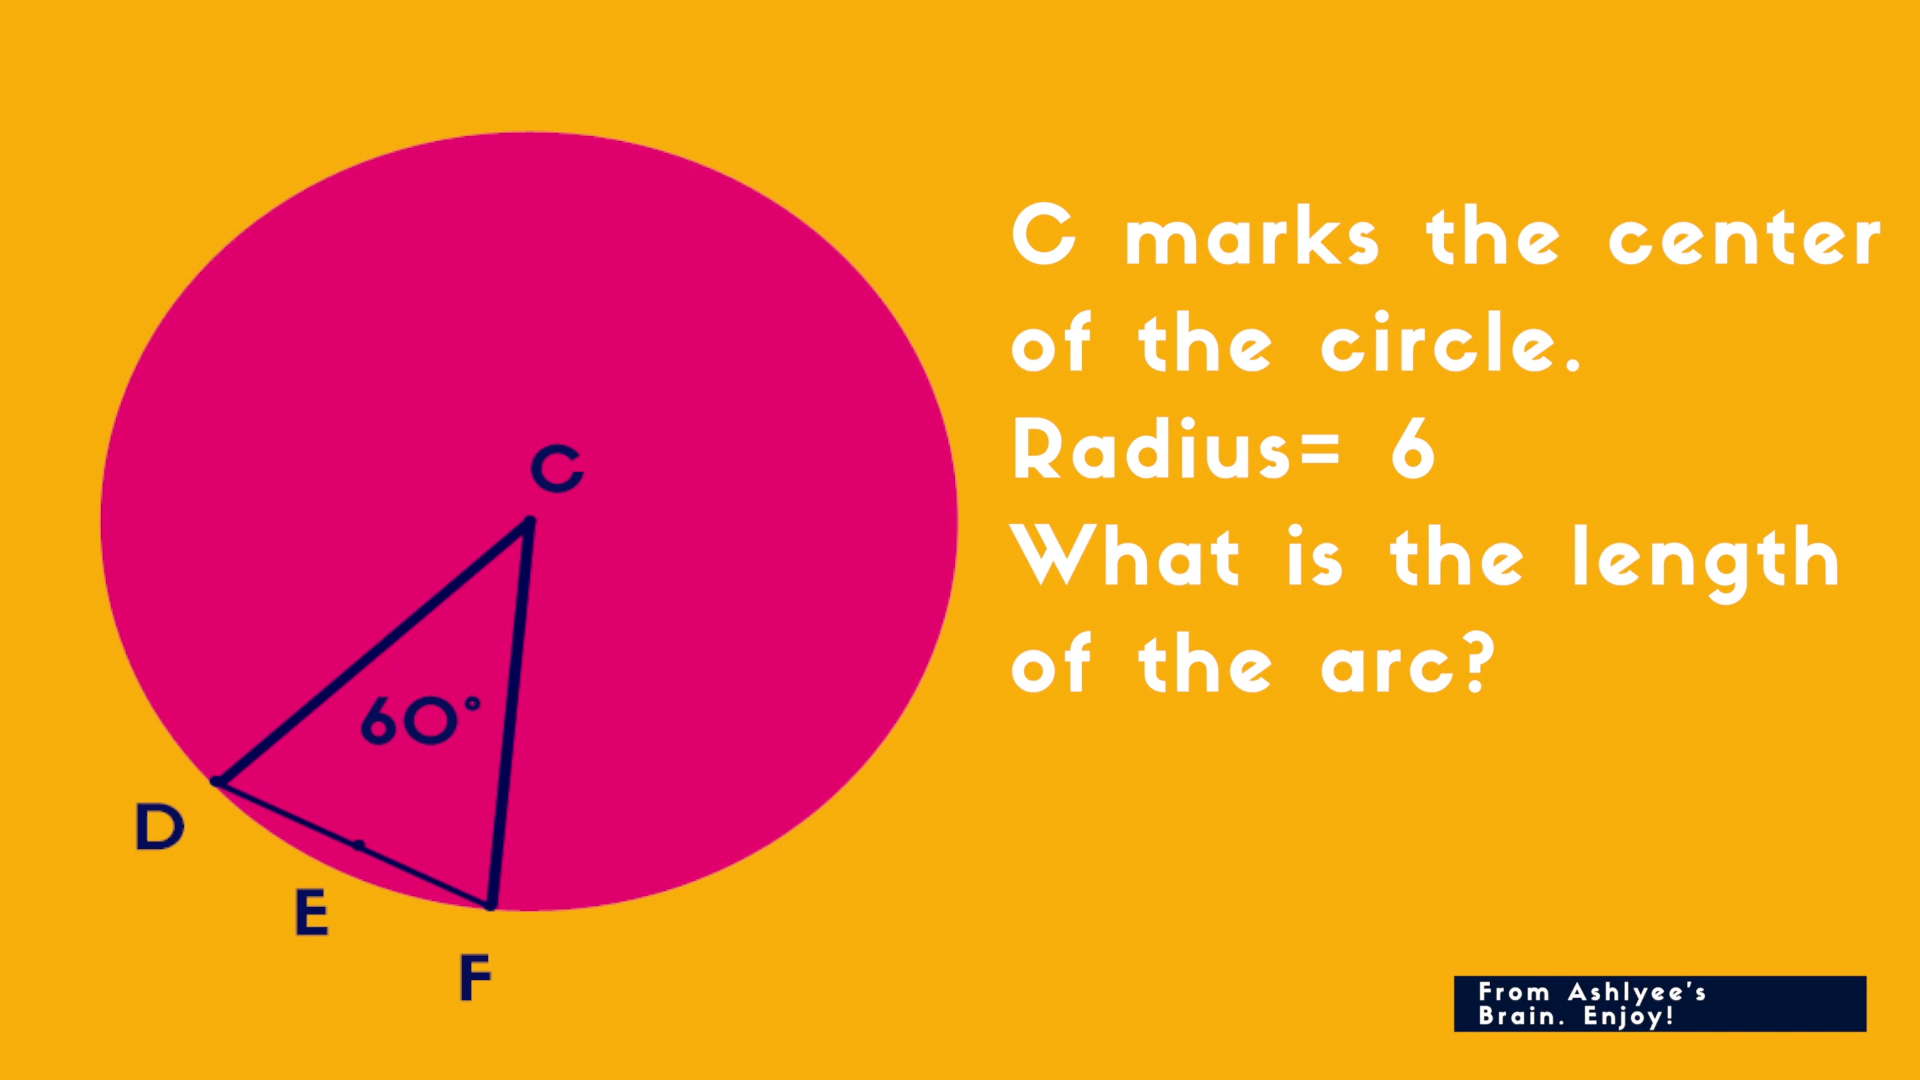 C marks the center
of the circle.
Radius= 6
What is the length
of the arc?
C
60°
D
E
F
From Ashlyee's
Brain. Enjoy!